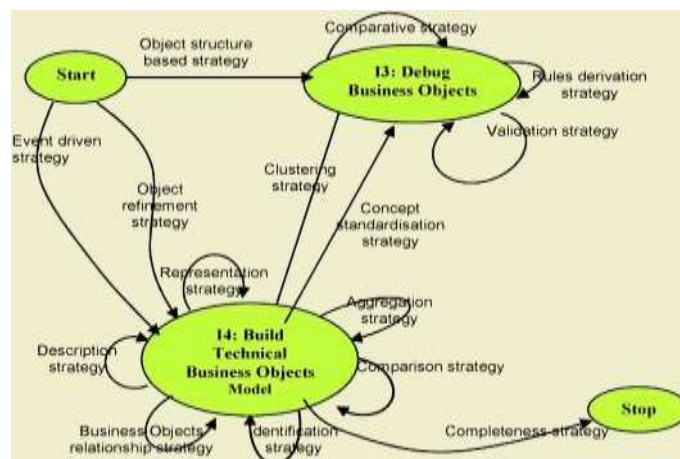 Comparative strategy
Object structure
based strategy
Start
I3: Debug
Business Objects
Rules derivation
strategy
Validation strategy
Event driven
strategy
Clustering
strategy
Object
refinement
strategy
Concept
standardisation
strategy
Representation
strategy
Aggregation
strategy
I4: Build
Technical
Business Objects
Model
Description
strategy
Comparison strategy
Stop
Business Objects
relationship strategy
Identification
strategy
Completeness strategy